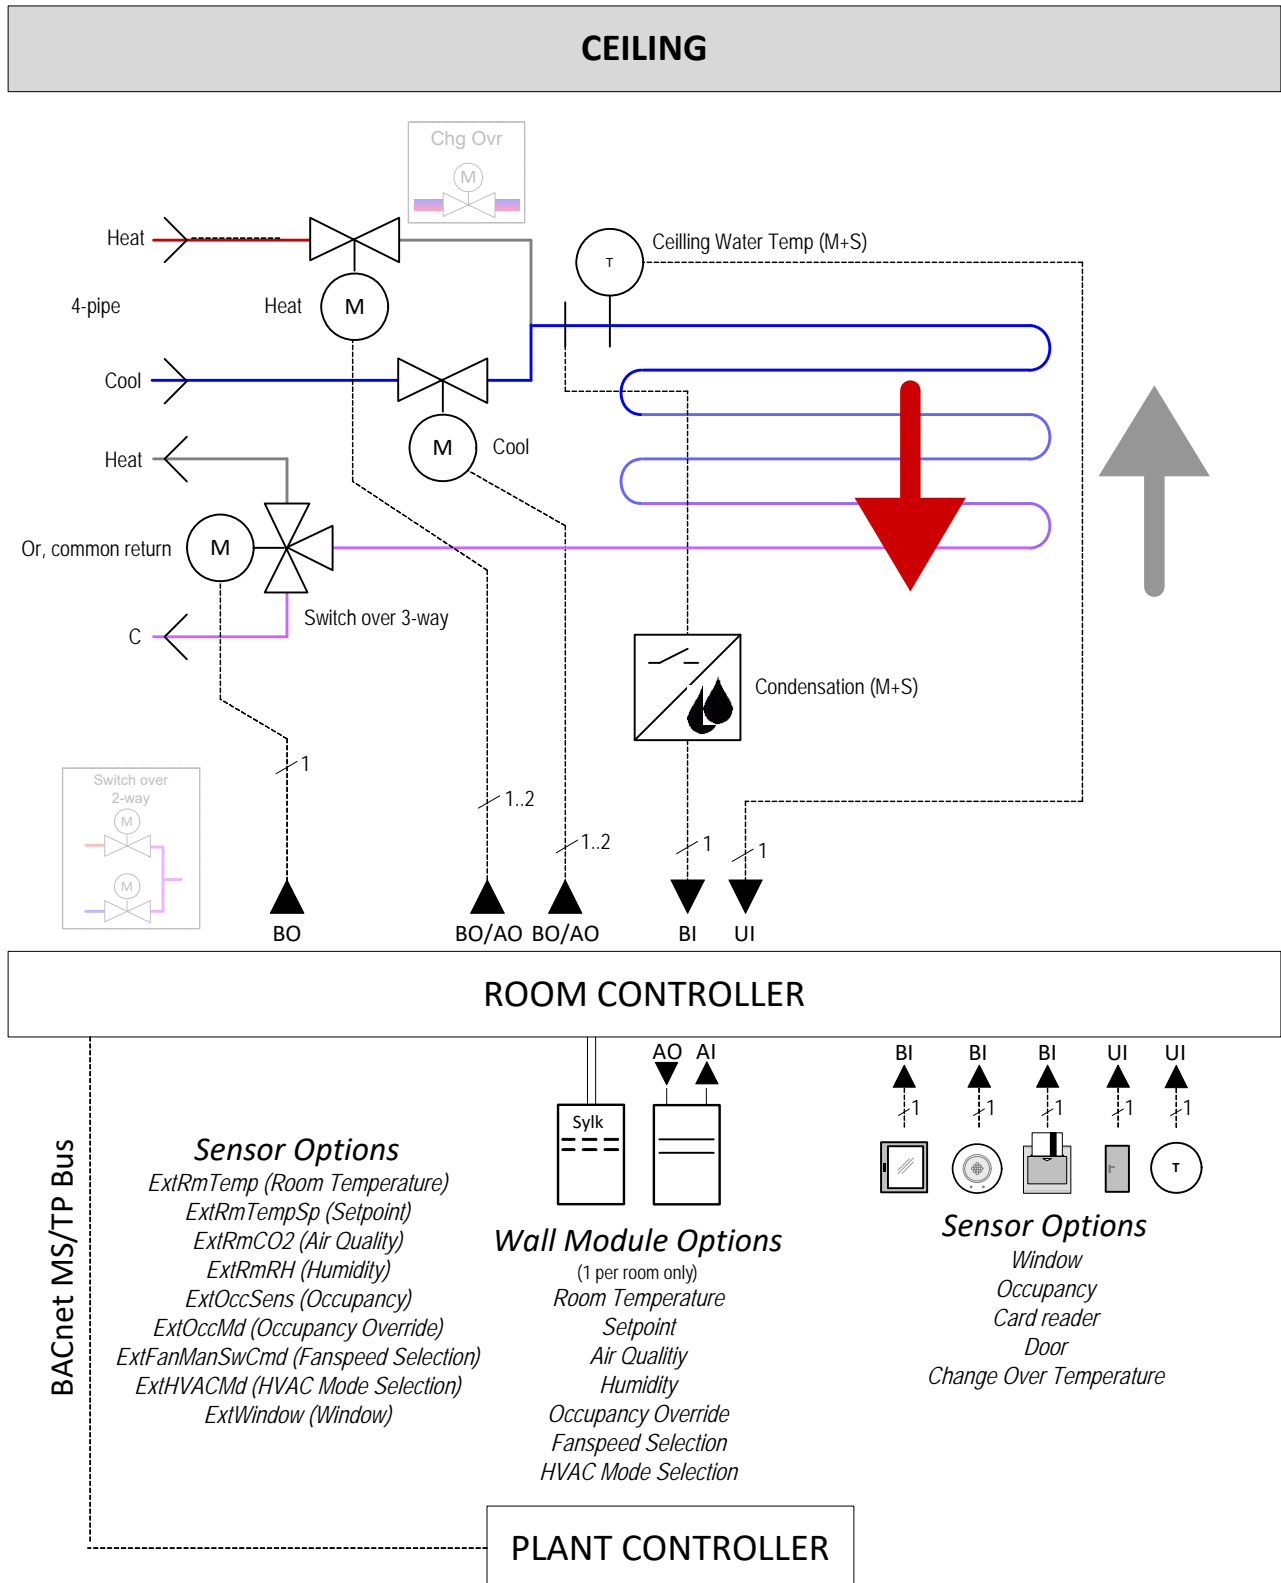 CEILING
Chg Ovr
M
Heat
Ceilling Water Temp (M+S)
T
4-pipe
Heat
M
Cool
M
Cool
Heat
Or, common return
M
Switch over 3-way
C
Condensation (M+S)
1
Switch over
2-way
M
M
1..2
1..2
1
1
BO
BO/AO
BO/AO
BI
UI
ROOM CONTROLLER
AO
AI
BI
BI
BI
UI
UI
1
1
1
1
1
Sylk
T
BACnet MS/TP Bus
Sensor Options
ExtRmTemp (Room Temperature)
ExtRmTempSp (Setpoint)
ExtRmCO2 (Air Quality)
ExtRmRH (Humidity)
ExtOccSens (Occupancy)
ExtOccMd (Occupancy Override)
ExtFanManSwCmd (Fanspeed Selection)
ExtHVACMd (HVAC Mode Selection)
ExtWindow (Window)
Wall Module Options
(1 per room only)
Room Temperature
Setpoint
Air Qualitiy
Humidity
Occupancy Override
Fanspeed Selection
HVAC Mode Selection
Sensor Options
Window
Occupancy
Card reader
Door
Change Over Temperature
PLANT CONTROLLER